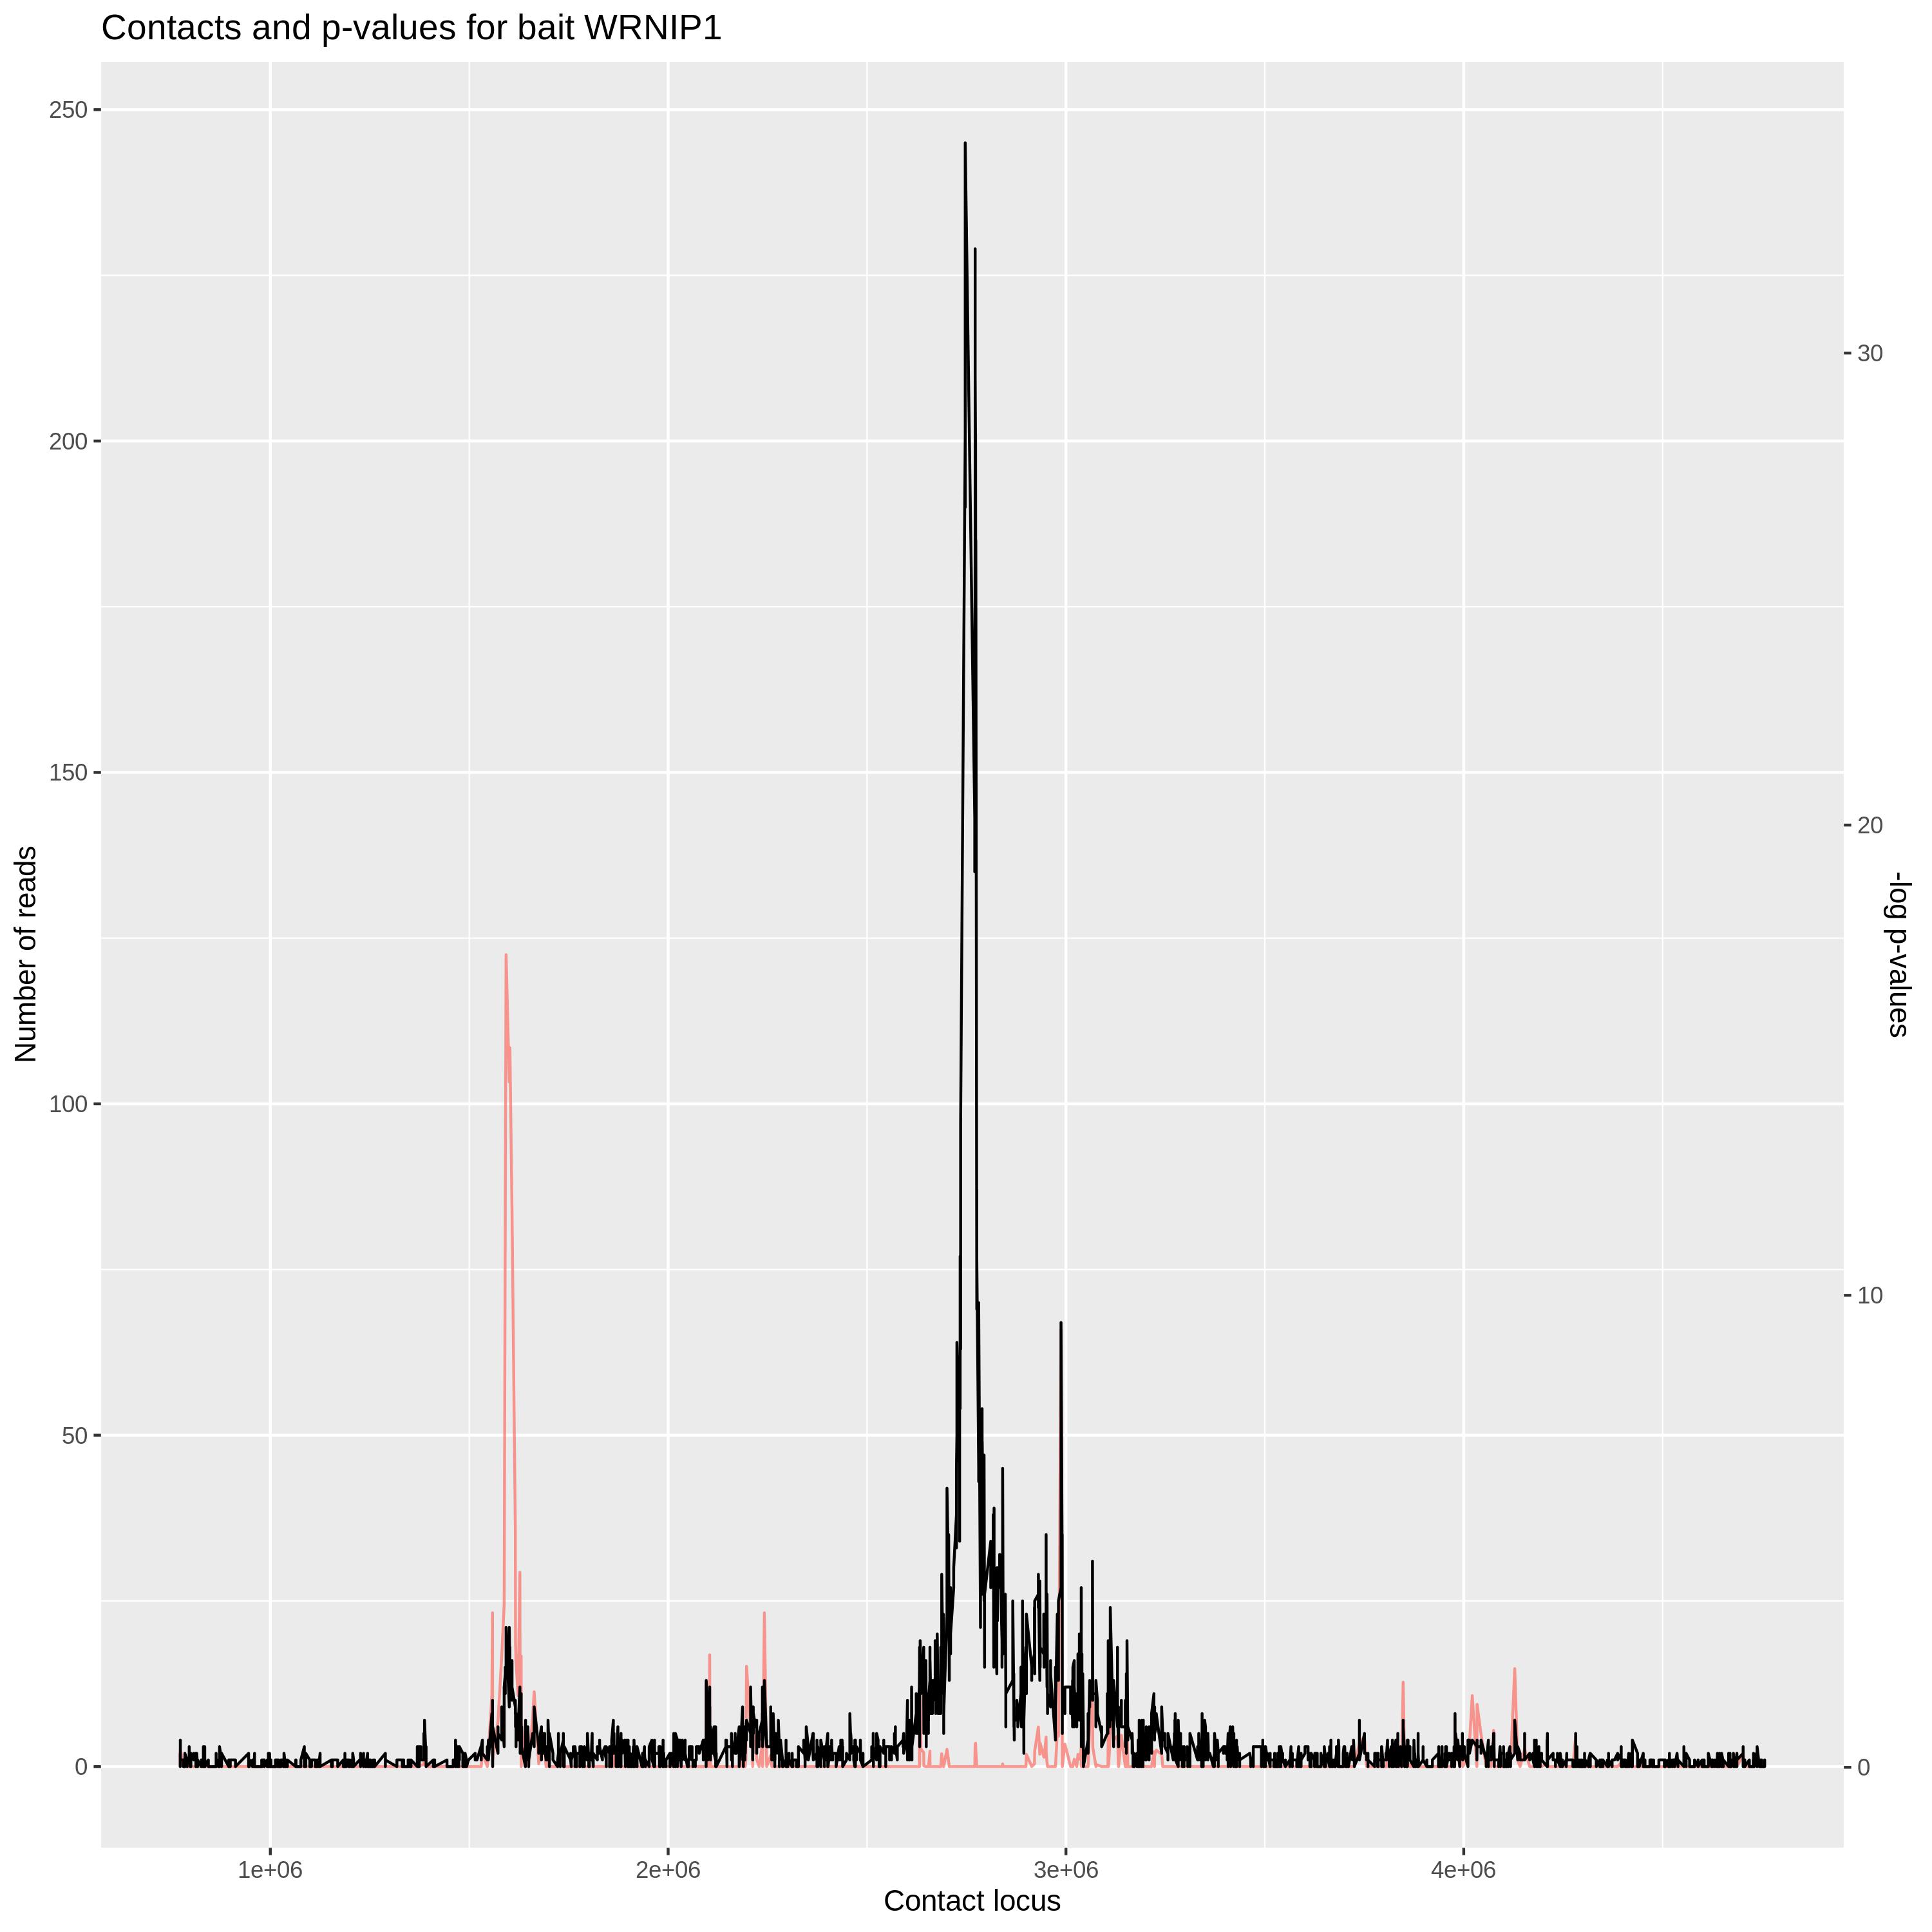 Contacts and p-values for bait WRNIP1
250
200
150
100
50
0
Number of reads
30
20
10
0
-log p-values
1e+06
2e+06
3e+06
4e+06
Contact locus